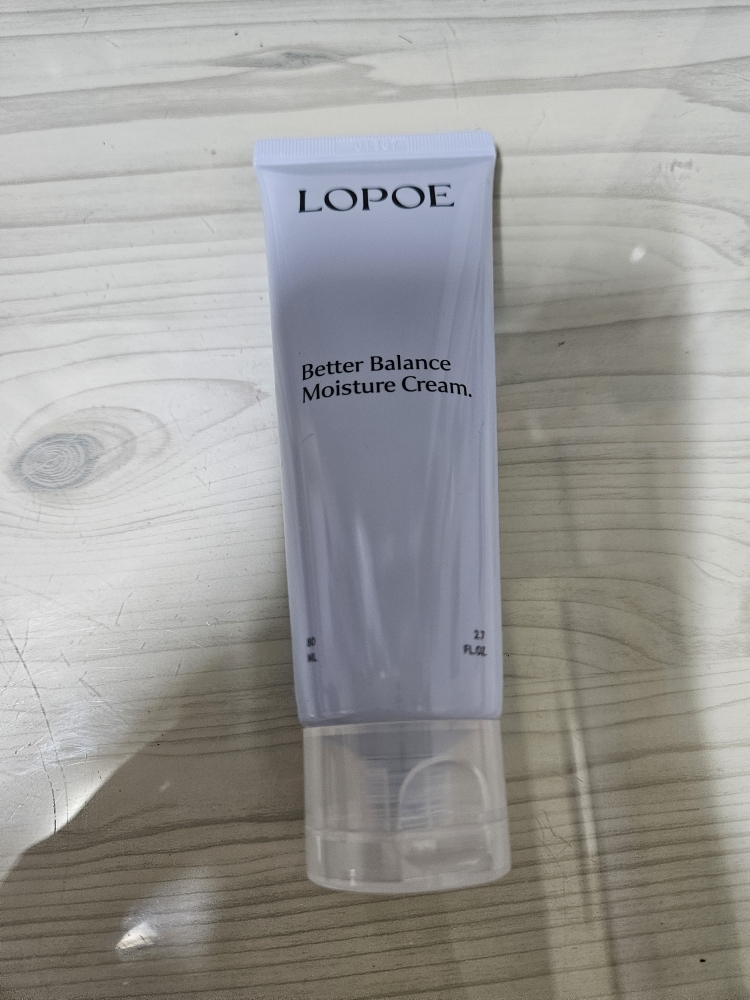 LOPOE
Better Balance
Moisture Cream.
80
ML
2.7
FL.OZ.